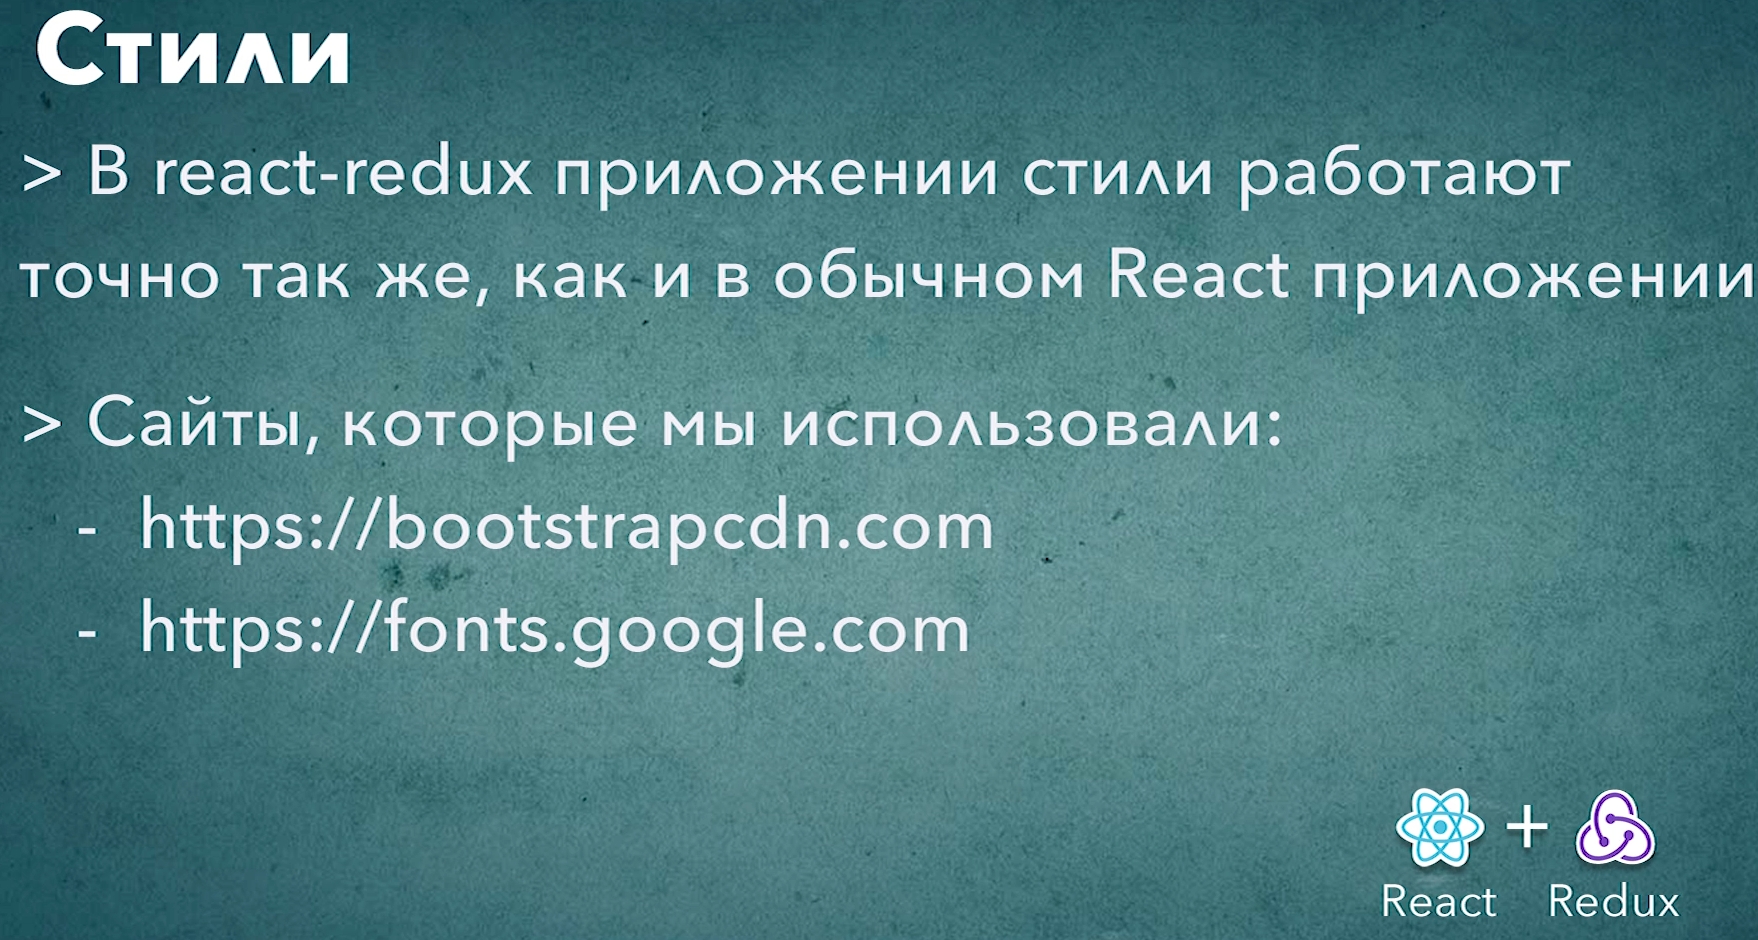 Стили
> В react-redux приложении стили работают
точно так же, как и в обычном React приложении
> Сайты, которые мы использовали:
- https://bootstrapcdn.com
- https://fonts.google.com
+
React Redux